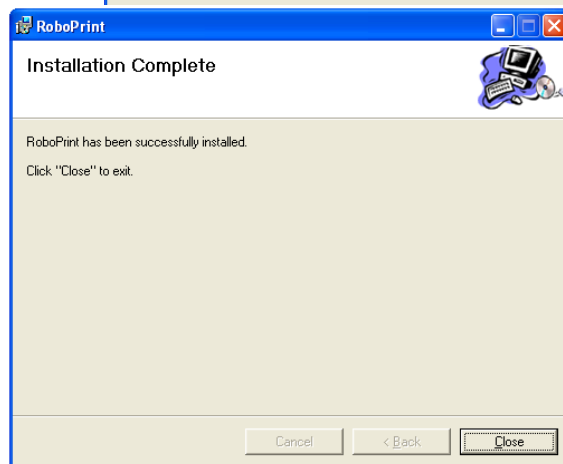 RoboPrint
Installation Complete
RoboPrint has been successfully installed.
Click "Close" to exit.
Cancel
< Back
Close